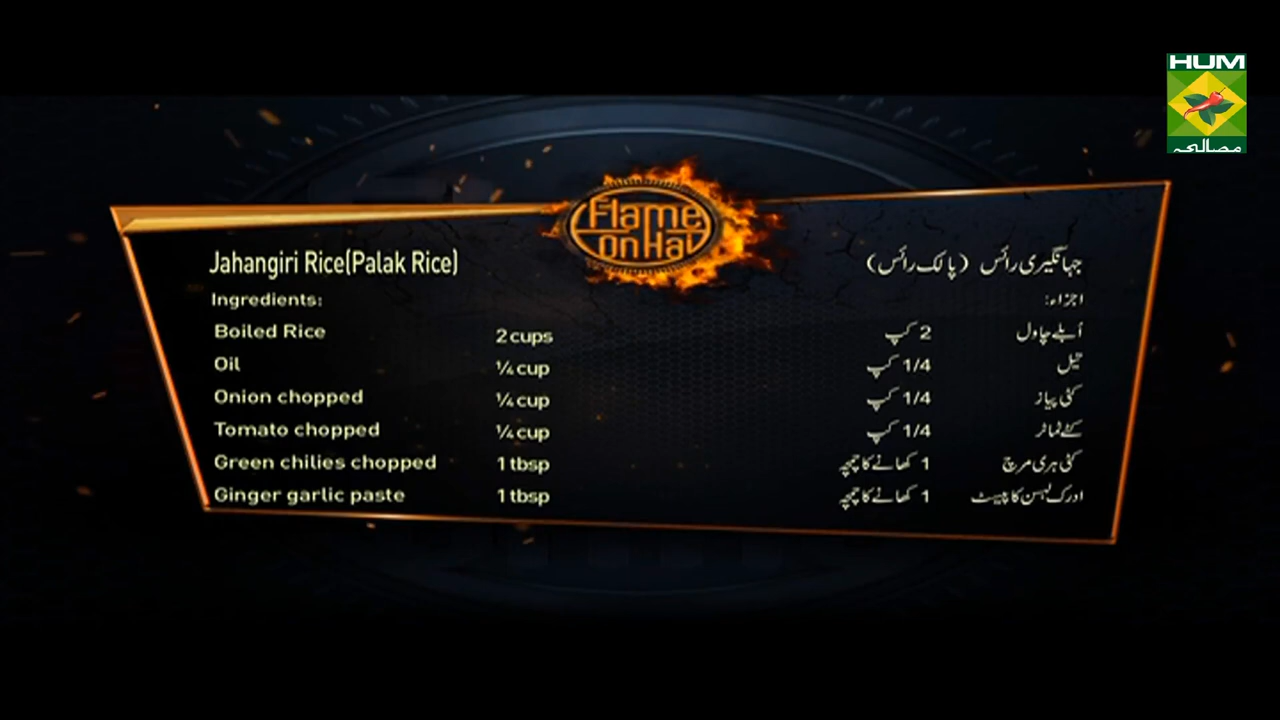 HUM
مصالحہ
Flame
on Hai
Jahangiri Rice(Palak Rice) جہانگیری رائس (پالک رائس)
Ingredients: اجزاء:
Boiled Rice 2 cups اُبلے چاول 2 کپ
Oil ¼ cup تیل 1/4 کپ
Onion chopped ¼ cup کٹی پیاز 1/4 کپ
Tomato chopped ¼ cup کٹے ٹماٹر 1/4 کپ
Green chilies chopped 1 tbsp کٹی ہری مرچ 1 کھانے کا چمچہ
Ginger garlic paste 1 tbsp ادرک لہسن کا پیسٹ 1 کھانے کا چمچہ